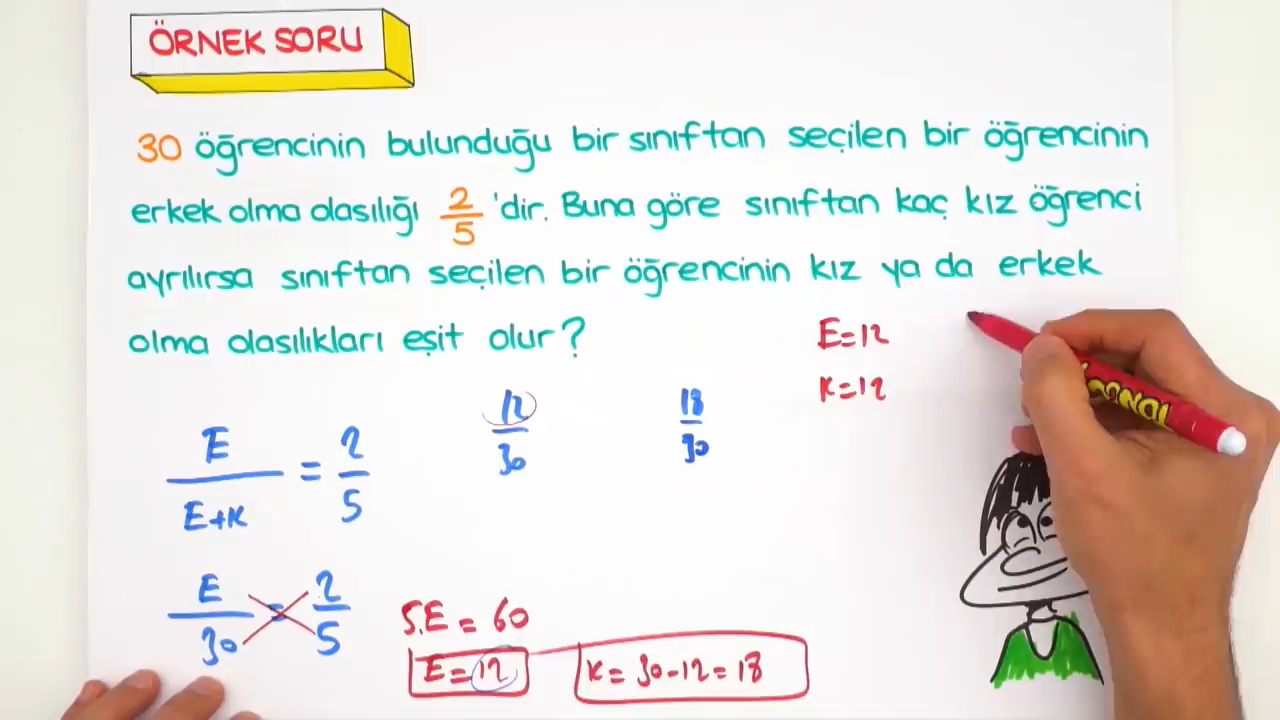 ÖRNEK SORU
30 öğrencinin bulunduğu bir sınıftan seçilen bir öğrencinin
erkek olma olasılığı 2/5 'dir. Buna göre sınıftan kaç kız öğrenci
ayrılırsa sınıftan seçilen bir öğrencinin kız ya da erkek
olma olasılıkları eşit olur?
E=12
K=12
E/E+K = 2/5
12/30
18/30
E/30 = 2/5
5.E = 60
E=12
K=30-12=18